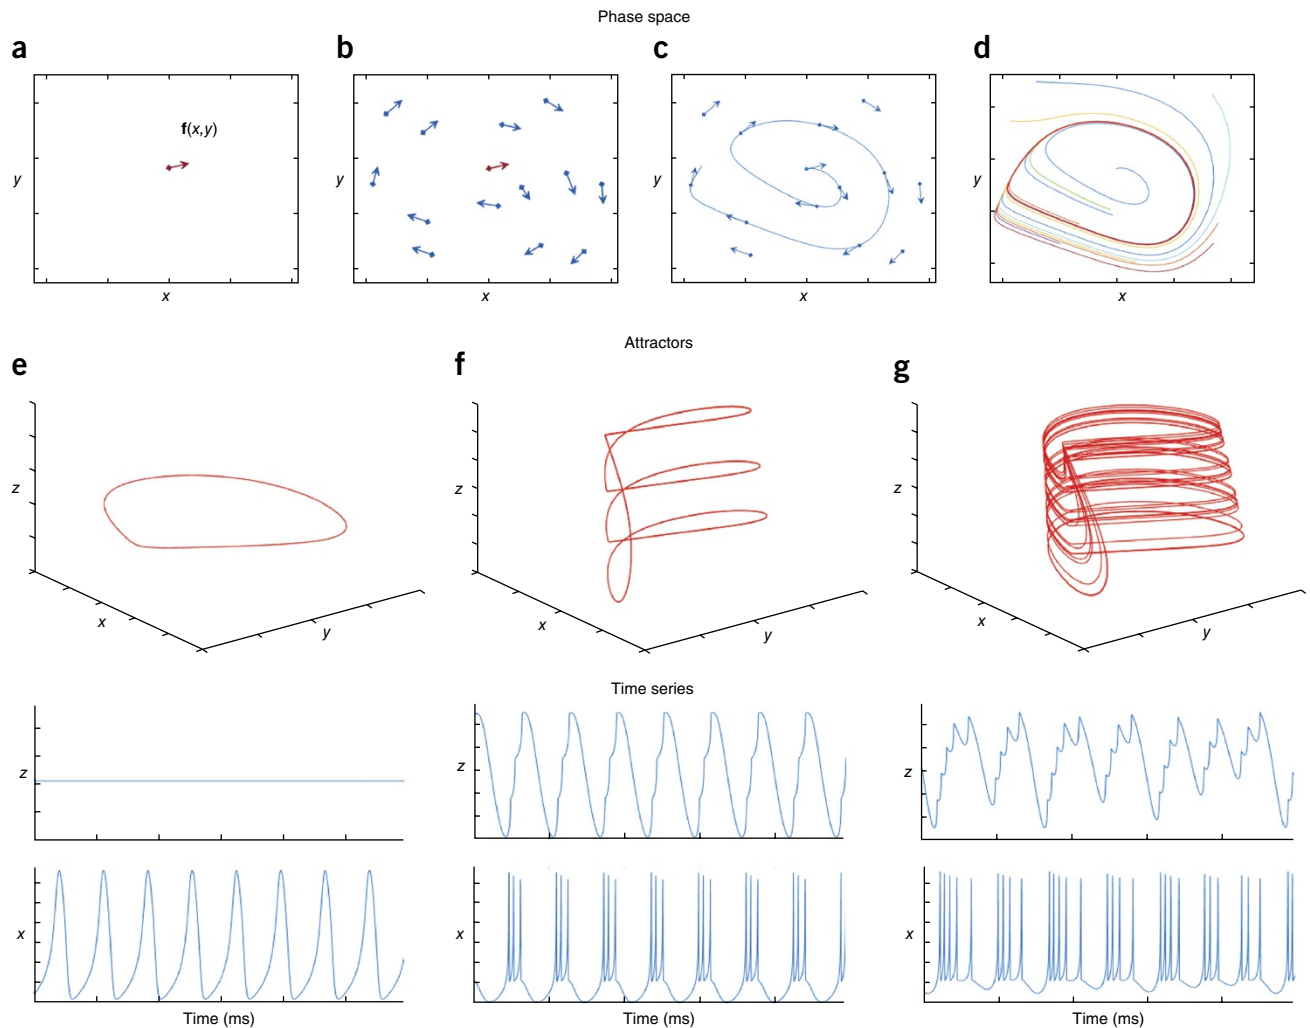 Phase space
a
b
c
d
f(x,y)
y
y
y
y
x
x
x
x
Attractors
e
f
g
z
z
z
x
y
x
y
x
y
Time series
z
z
z
x
x
x
Time (ms)
Time (ms)
Time (ms)